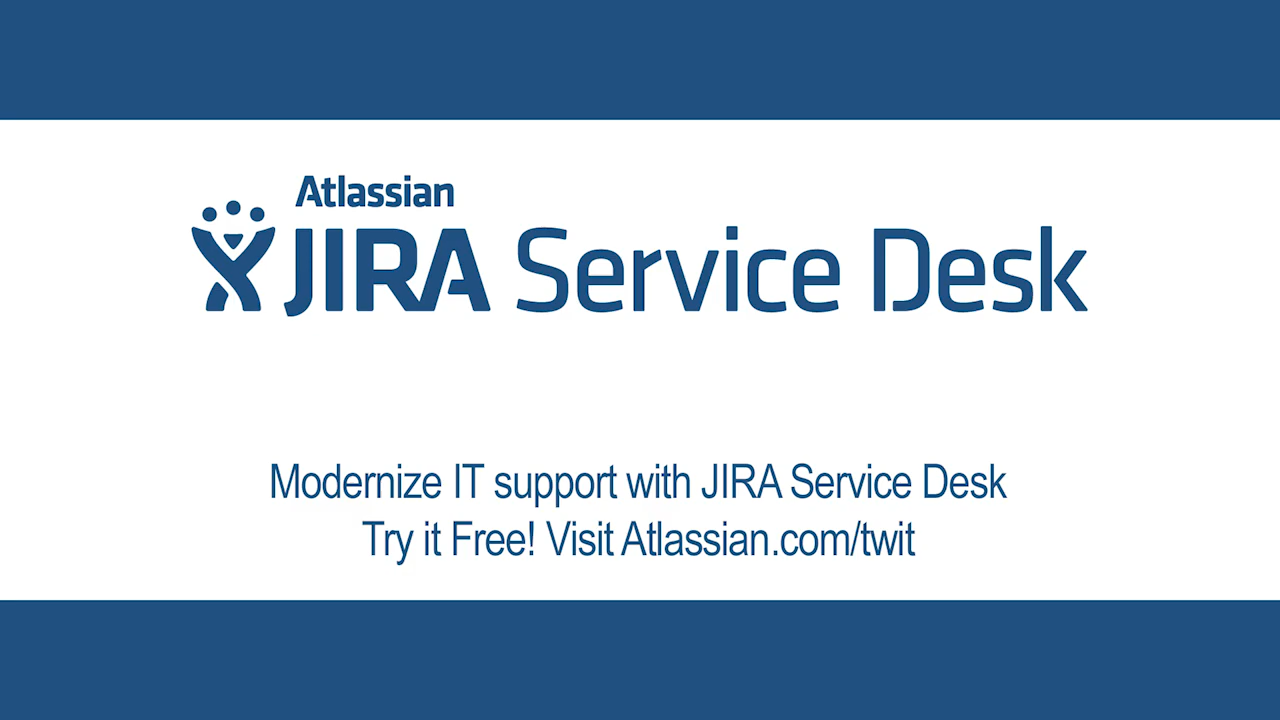 Atlassian
JIRA Service Desk
Modernize IT support with JIRA Service Desk
Try it Free! Visit Atlassian.com/twit